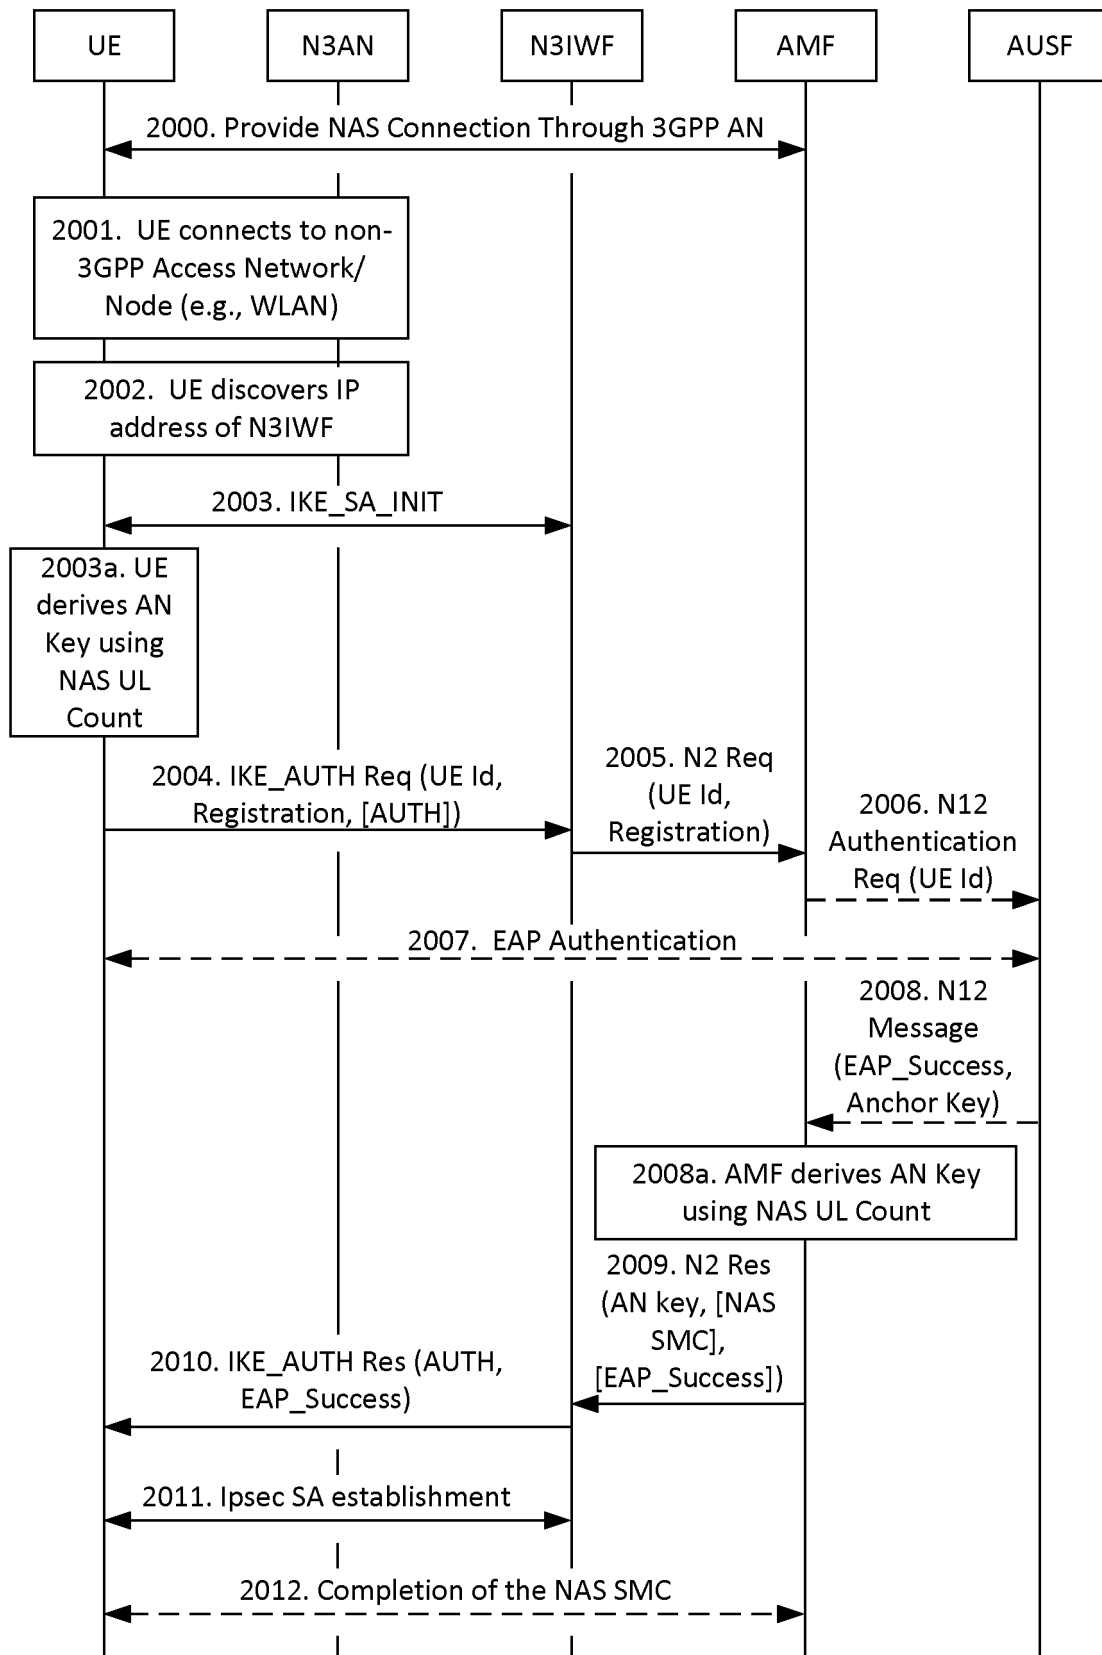 UE
N3AN
N3IWF
AMF
AUSF
2000. Provide NAS Connection Through 3GPP AN
2001.  UE connects to non-
3GPP Access Network/
Node (e.g., WLAN)
2002.  UE discovers IP
address of N3IWF
2003. IKE_SA_INIT
2003a. UE
derives AN
Key using
NAS UL
Count
2004. IKE_AUTH Req (UE Id,
Registration, [AUTH])
2005. N2 Req
(UE Id,
Registration)
2006. N12
Authentication
Req (UE Id)
2007.  EAP Authentication
2008. N12
Message
(EAP_Success,
Anchor Key)
2008a. AMF derives AN Key
using NAS UL Count
2009. N2 Res
(AN key, [NAS
SMC],
[EAP_Success])
2010. IKE_AUTH Res (AUTH,
EAP_Success)
2011. Ipsec SA establishment
2012. Completion of the NAS SMC